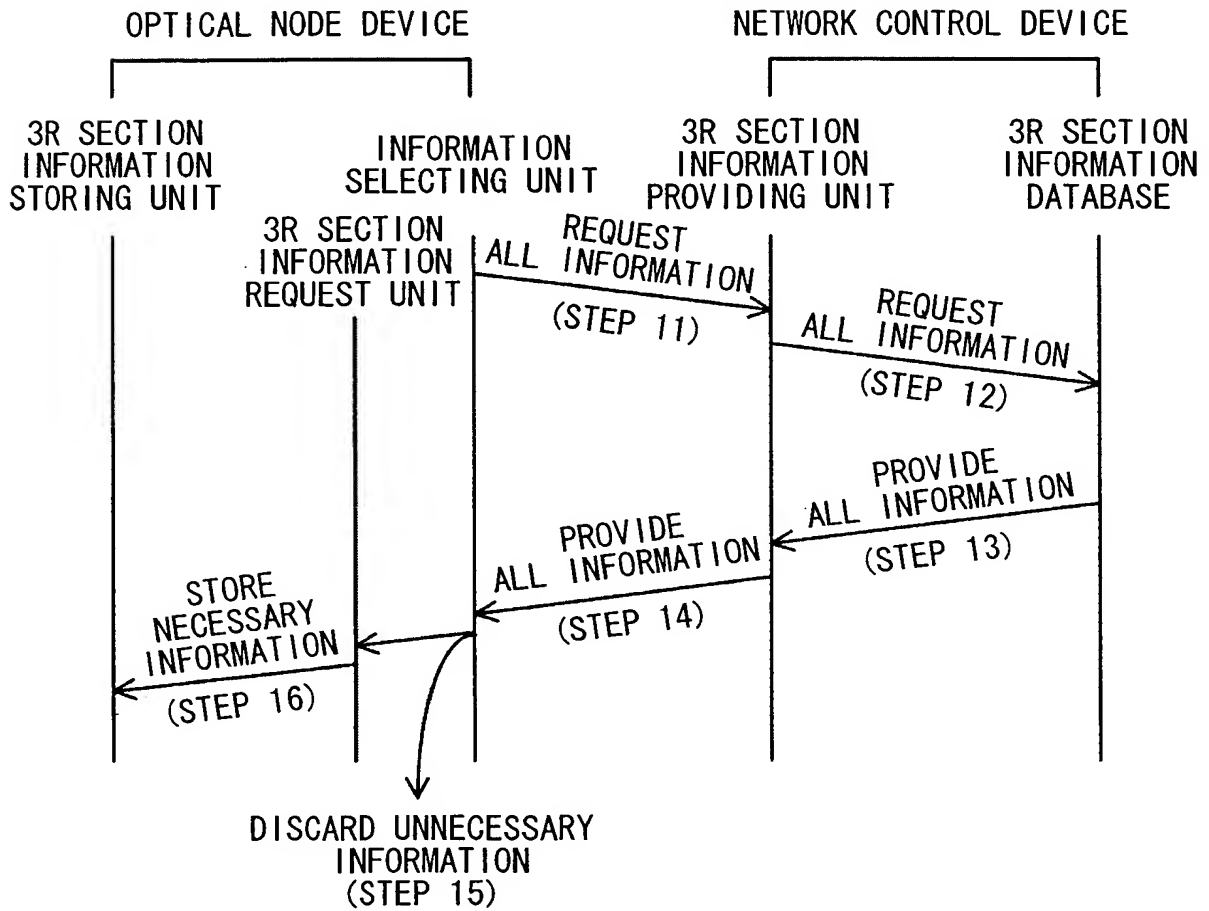 OPTICAL NODE DEVICE
NETWORK CONTROL DEVICE
3R SECTION
INFORMATION
STORING UNIT
3R SECTION
INFORMATION
REQUEST UNIT
INFORMATION
SELECTING UNIT
3R SECTION
INFORMATION
PROVIDING UNIT
3R SECTION
INFORMATION
DATABASE
REQUEST
ALL INFORMATION
(STEP 11)
REQUEST
ALL INFORMATION
(STEP 12)
PROVIDE
ALL INFORMATION
(STEP 13)
PROVIDE
ALL INFORMATION
(STEP 14)
STORE
NECESSARY
INFORMATION
(STEP 16)
DISCARD UNNECESSARY
INFORMATION
(STEP 15)